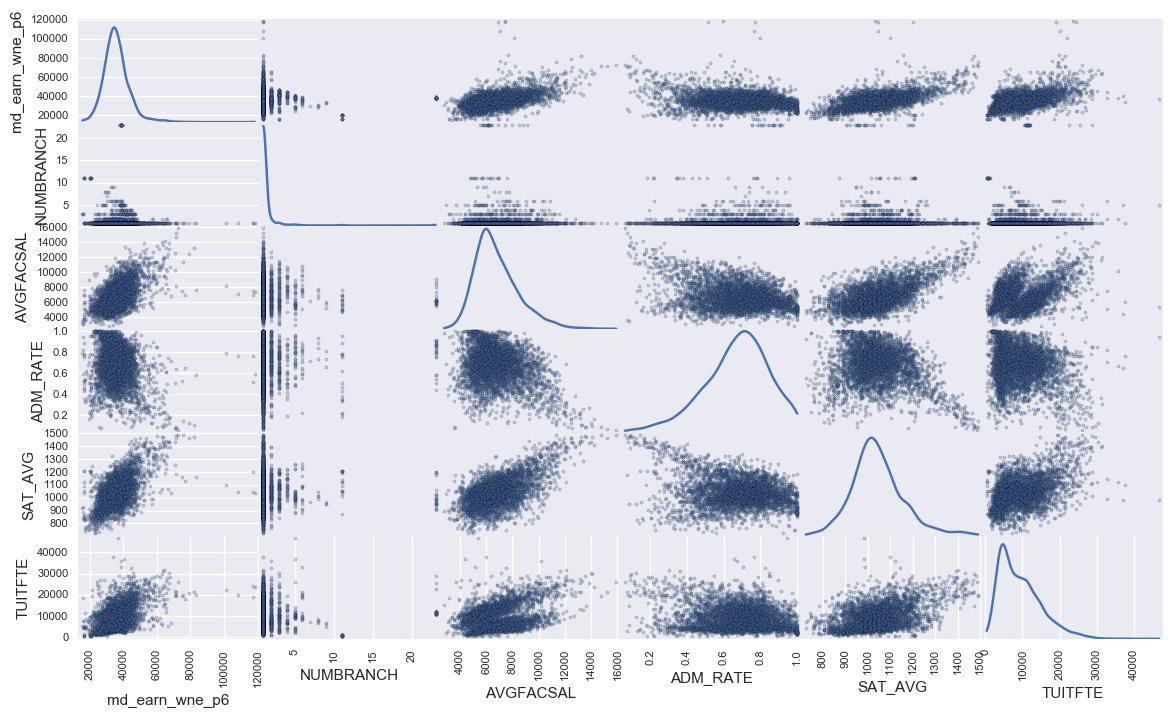 md_earn_wne_p6
120000
100000
80000
60000
40000
20000
NUMBRANCH
20
15
10
5
AVGFACSAL
16000
14000
12000
10000
8000
6000
4000
ADM_RATE
1.0
0.8
0.6
0.4
0.2
SAT_AVG
1500
1400
1300
1200
1100
1000
900
800
TUITFTE
40000
30000
20000
10000
0
20000 40000 60000 80000 100000 120000
5 10 15 20
4000 6000 8000 10000 12000 14000 16000
0.2 0.4 0.6 0.8 1.0
800 900 1000 1100 1200 1300 1400 1500
0 10000 20000 30000 40000
md_earn_wne_p6 NUMBRANCH AVGFACSAL ADM_RATE SAT_AVG TUITFTE